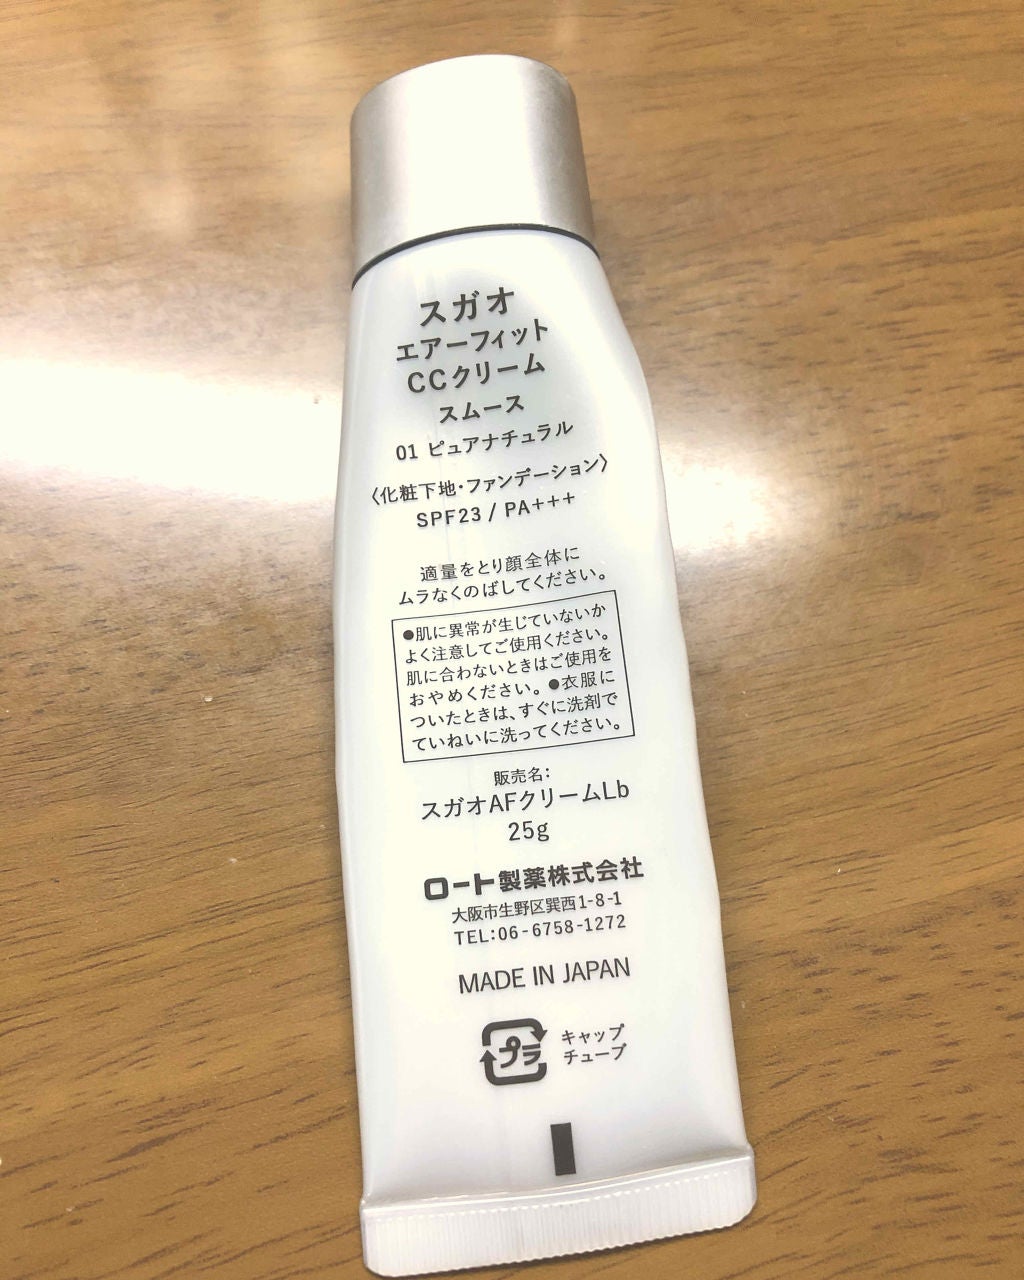 スガオ
エアーフィット
CCクリーム
スムース
01 ピュアナチュラル
〈化粧下地・ファンデーション〉
SPF23 / PA+++
適量をとり顔全体に
ムラなくのばしてください。
●肌に異常が生じていないか
よく注意してご使用ください。
肌に合わないときはご使用を
おやめください。●衣服に
ついたときは、すぐに洗剤で
ていねいに洗ってください。
販売名:
スガオAFクリームLb
25g
ロート製薬株式会社
大阪市生野区巽西1-8-1
TEL:06-6758-1272
MADE IN JAPAN
プラ
キャップ
チューブ